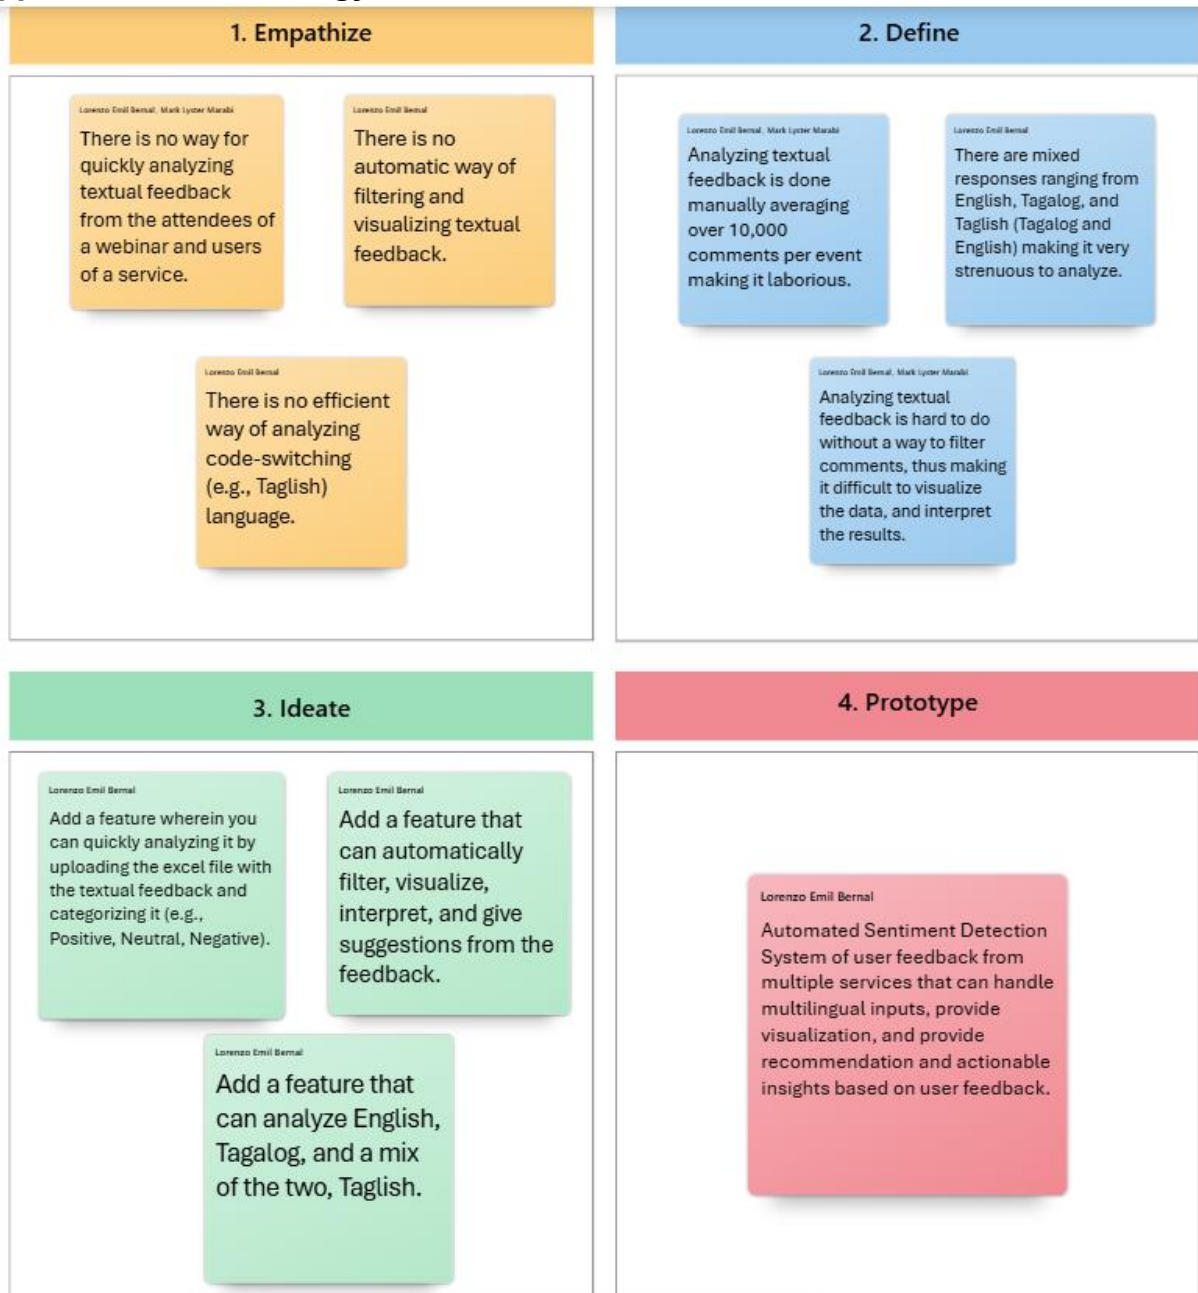 1. Empathize
Lorenzo Emil Bernal, Mark Lyster Marabi
There is no way for
quickly analyzing
textual feedback
from the attendees of
a webinar and users
of a service.
Lorenzo Emil Bernal
There is no
automatic way of
filtering and
visualizing textual
feedback.
Lorenzo Emil Bernal
There is no efficient
way of analyzing
code-switching
(e.g., Taglish)
language.
2. Define
Lorenzo Emil Bernal, Mark Lyster Marabi
Analyzing textual
feedback is done
manually averaging
over 10,000
comments per event
making it laborious.
Lorenzo Emil Bernal
There are mixed
responses ranging from
English, Tagalog, and
Taglish (Tagalog and
English) making it very
strenuous to analyze.
Lorenzo Emil Bernal, Mark Lyster Marabi
Analyzing textual
feedback is hard to do
without a way to filter
comments, thus making
it difficult to visualize
the data, and interpret
the results.
3. Ideate
Lorenzo Emil Bernal
Add a feature wherein you
can quickly analyzing it by
uploading the excel file with
the textual feedback and
categorizing it (e.g.,
Positive, Neutral, Negative).
Lorenzo Emil Bernal
Add a feature that
can automatically
filter, visualize,
interpret, and give
suggestions from the
feedback.
Lorenzo Emil Bernal
Add a feature that
can analyze English,
Tagalog, and a mix
of the two, Taglish.
4. Prototype
Lorenzo Emil Bernal
Automated Sentiment Detection
System of user feedback from
multiple services that can handle
multilingual inputs, provide
visualization, and provide
recommendation and actionable
insights based on user feedback.